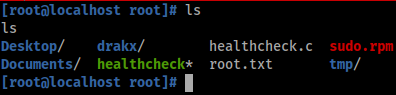 [root@localhost root]# ls
ls
Desktop/    drakx/        healthcheck.c  sudo.rpm
Documents/  healthcheck*  root.txt       tmp/
[root@localhost root]#